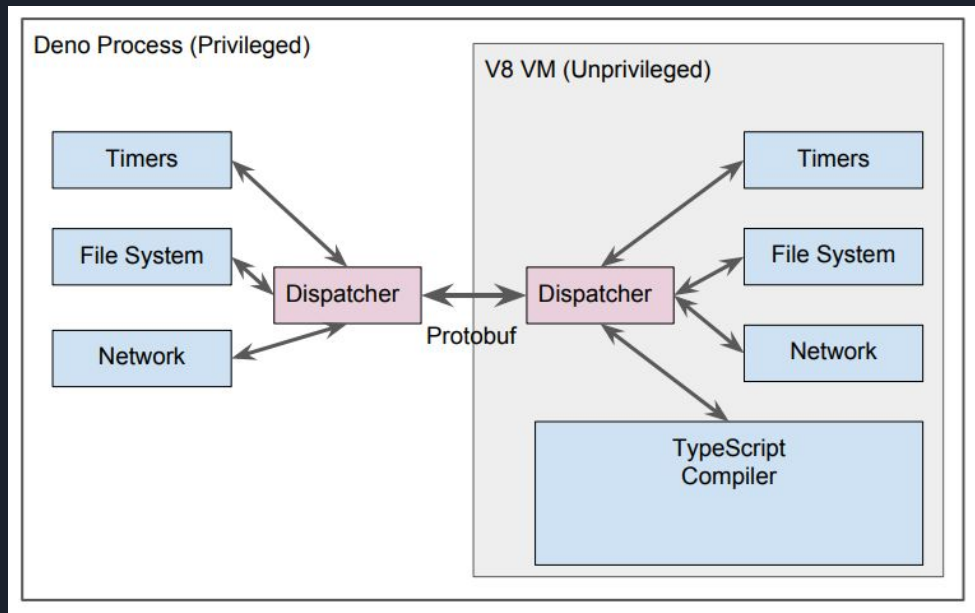 Deno Process (Privileged)
V8 VM (Unprivileged)
Timers
File System
Network
Dispatcher
Protobuf
Dispatcher
Timers
File System
Network
TypeScript
Compiler